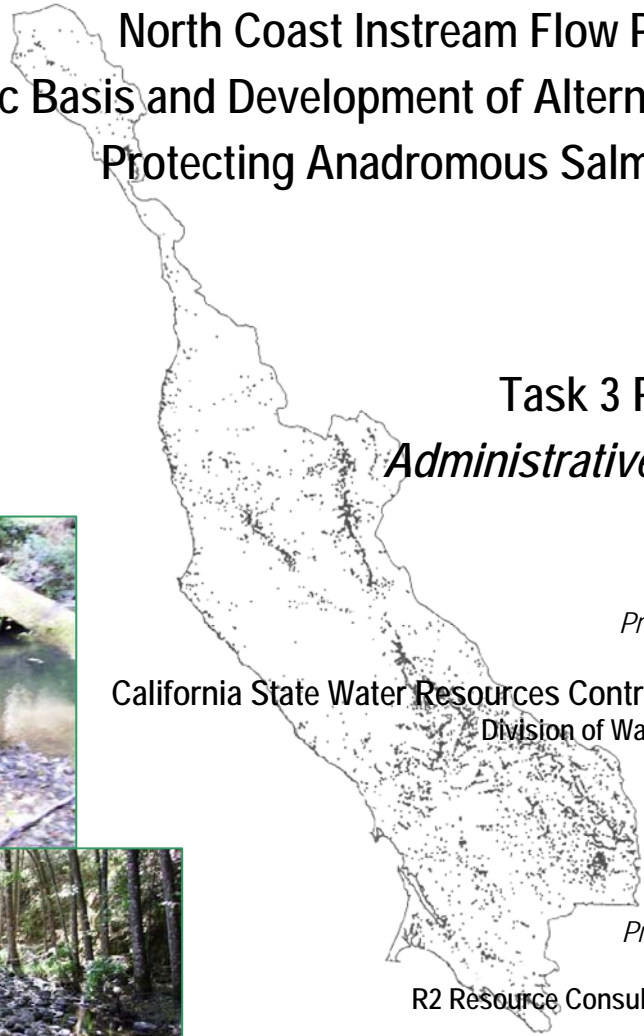 North Coast Instream Flow P
c Basis and Development of Altern
Protecting Anadromous Salm
Task 3
Administrative
Pr
California State Water Resources Contr
Division of Wa
Pr
R2 Resource Consul